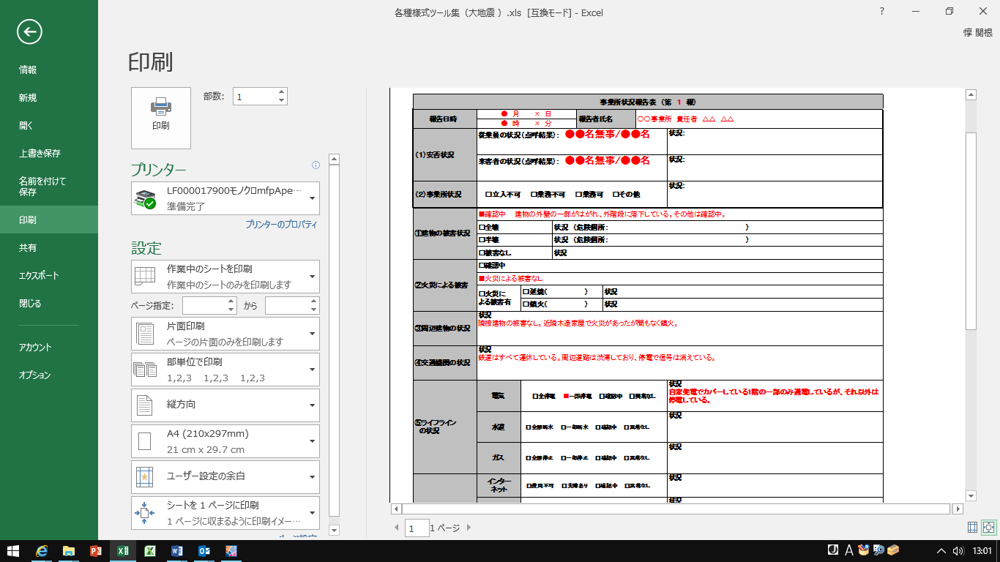 各種様式ツール集（大地震 ）.xls [互換モード] - Excel
?
惇 関根
情報
新規
開く
上書き保存
名前を付けて
保存
印刷
共有
エクスポート
閉じる
アカウント
オプション
印刷
印刷
部数: 1
プリンター
LF000017900モノクロmfpApe…
準備完了
プリンターのプロパティ
設定
作業中のシートを印刷
作業中のシートのみを印刷します
ページ指定: から
片面印刷
ページの片面のみを印刷します
部単位で印刷
1,2,3 1,2,3 1,2,3
縦方向
A4 (210x297mm)
21 cm x 29.7 cm
ユーザー設定の余白
シートを 1 ページに印刷
1 ページに収まるように印刷イメー…
ページ設定
事業所状況報告表（第 1 報）
報告日時 ● 月 × 日 報告者氏名 〇〇事業所 責任者 △△ △△
● 時 × 分
(1)安否状況 従業員の状況（点呼結果）： ●●名無事/●●名 状況:
来客者の状況（点呼結果）： ●●名無事/●●名 状況:
(2)事業所状況 □立入不可 □業務不可 □業務可 □その他 状況:
①建物の被害状況 ■確認中 建物の外壁の一部がはがれ、外階段に落下している。その他は確認中。
□全壊 状況（危険個所： ）
□半壊 状況（危険個所： ）
□被害なし 状況
②火災による被害 □確認中
■火災による被害なし
□火災に
よる被害有 □延焼( ) 状況
□鎮火( ) 状況
③周辺建物の状況 状況
隣接建物の被害なし。近隣木造家屋で火災があったが間もなく鎮火。
④交通機関の状況 状況
鉄道はすべて運休している。周辺道路は渋滞しており、停電で信号は消えている。
⑤ライフライン
の状況
電気 □全停電 ■一部停電 □確認中 □異常なし 状況
自家発電でカバーしている1階の一部のみ通電しているが、それ以外は
停電している。
水道 □全部断水 □一部断水 □確認中 □異常なし 状況
ガス □全部停止 □一部停止 □確認中 □異常なし 状況
インター
ネット □使用不可 □支障あり □確認中 □異常なし 状況
状況
1 1 ページ
A
13:01